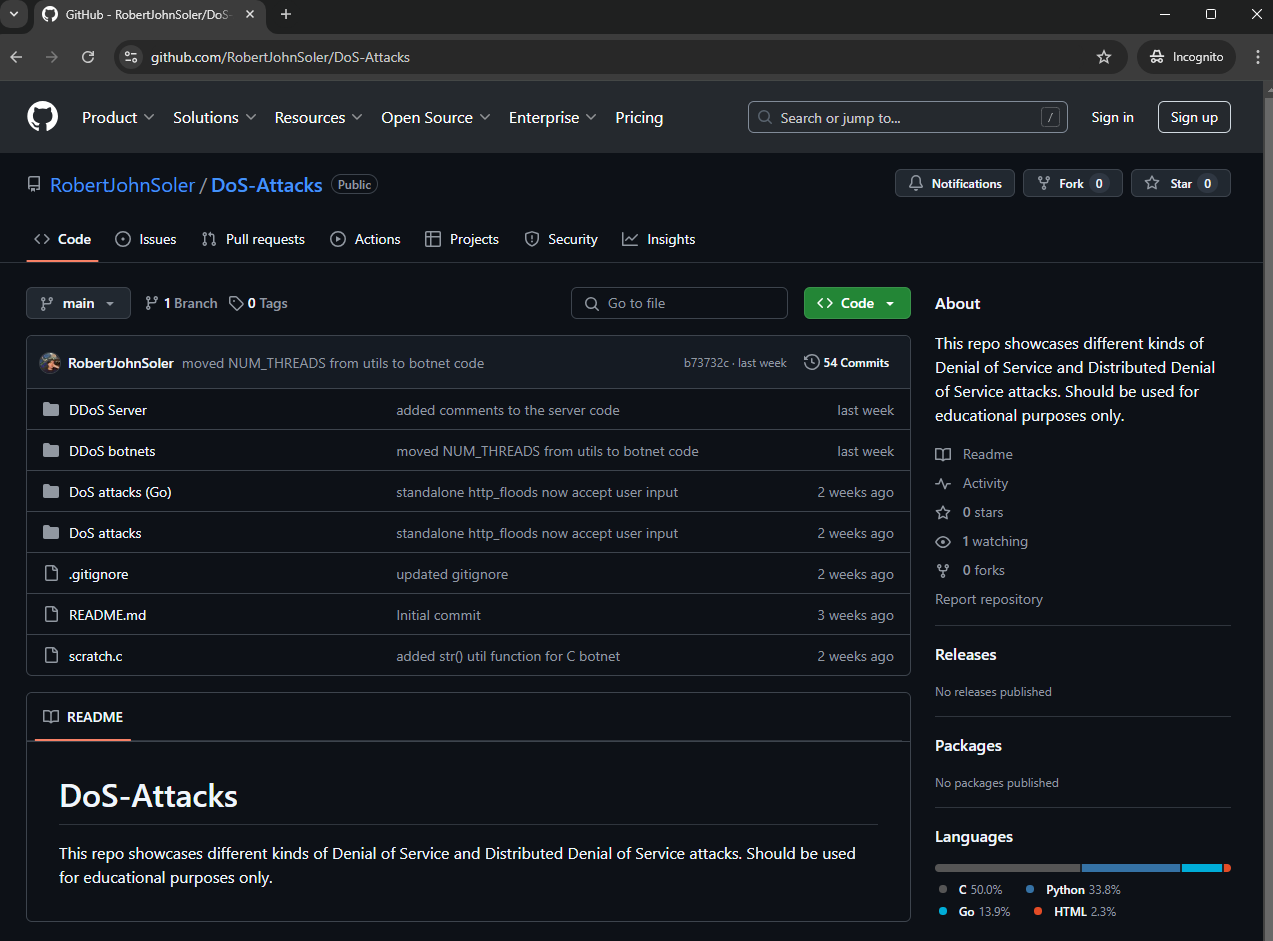 GitHub - RobertJohnSoler/DoS-
github.com/RobertJohnSoler/DoS-Attacks
Incognito
Product
Solutions
Resources
Open Source
Enterprise
Pricing
Search or jump to...
/
Sign in
Sign up
RobertJohnSoler / DoS-Attacks
Public
Notifications
Fork 0
Star 0
Code
Issues
Pull requests
Actions
Projects
Security
Insights
main
1 Branch
0 Tags
Go to file
Code
RobertJohnSoler moved NUM_THREADS from utils to botnet code b73732c · last week 54 Commits
DDoS Server added comments to the server code last week
DDoS botnets moved NUM_THREADS from utils to botnet code last week
DoS attacks (Go) standalone http_floods now accept user input 2 weeks ago
DoS attacks standalone http_floods now accept user input 2 weeks ago
.gitignore updated gitignore 2 weeks ago
README.md Initial commit 3 weeks ago
scratch.c added str() util function for C botnet 2 weeks ago
README
DoS-Attacks
This repo showcases different kinds of Denial of Service and Distributed Denial of Service attacks. Should be used
for educational purposes only.
About
This repo showcases different kinds of
Denial of Service and Distributed Denial
of Service attacks. Should be used for
educational purposes only.
Readme
Activity
0 stars
1 watching
0 forks
Report repository
Releases
No releases published
Packages
No packages published
Languages
C 50.0% Python 33.8%
Go 13.9% HTML 2.3%